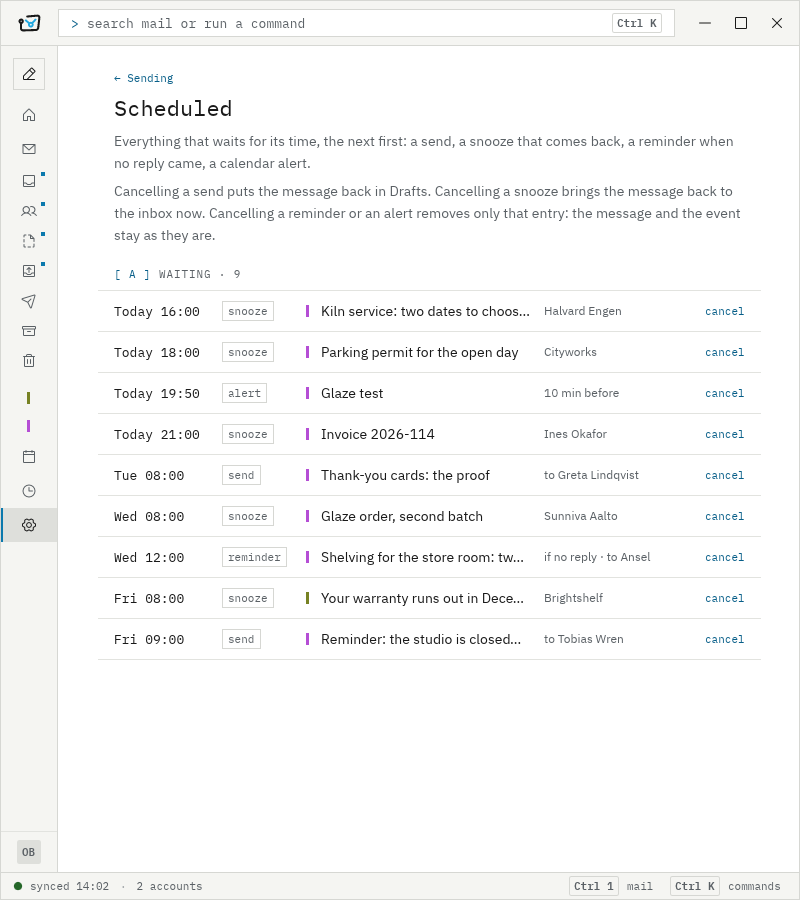 > search mail or run a command Ctrl K
← Sending
Scheduled
Everything that waits for its time, the next first: a send, a snooze that comes back, a reminder when
no reply came, a calendar alert.
Cancelling a send puts the message back in Drafts. Cancelling a snooze brings the message back to
the inbox now. Cancelling a reminder or an alert removes only that entry: the message and the event
stay as they are.
[ A ] WAITING · 9
Today 16:00 snooze Kiln service: two dates to choos... Halvard Engen cancel
Today 18:00 snooze Parking permit for the open day Cityworks cancel
Today 19:50 alert Glaze test 10 min before cancel
Today 21:00 snooze Invoice 2026-114 Ines Okafor cancel
Tue 08:00 send Thank-you cards: the proof to Greta Lindqvist cancel
Wed 08:00 snooze Glaze order, second batch Sunniva Aalto cancel
Wed 12:00 reminder Shelving for the store room: tw... if no reply · to Ansel cancel
Fri 08:00 snooze Your warranty runs out in Dece... Brightshelf cancel
Fri 09:00 send Reminder: the studio is closed... to Tobias Wren cancel
OB
synced 14:02 · 2 accounts Ctrl 1 mail Ctrl K commands